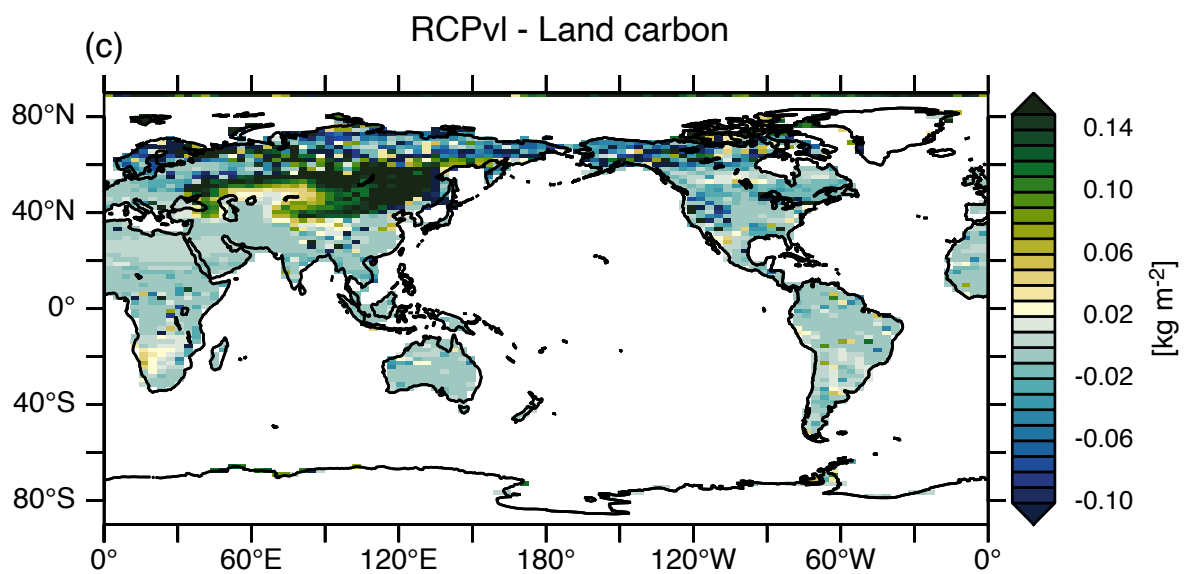 RCPvl - Land carbon
(c)
80°N
40°N
0°
40°S
80°S
0°
60°E
120°E
180°
120°W
60°W
0°
0.14
0.10
0.06
0.02
-0.02
-0.06
-0.10
[kg m⁻²]